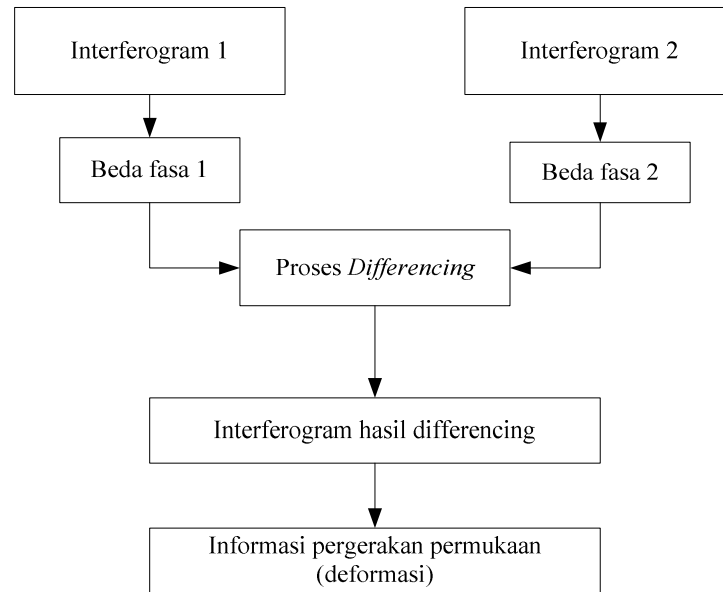 Interferogram 1
Interferogram 2
Beda fasa 1
Beda fasa 2
Proses Differencing
Interferogram hasil differencing
Informasi pergerakan permukaan
(deformasi)